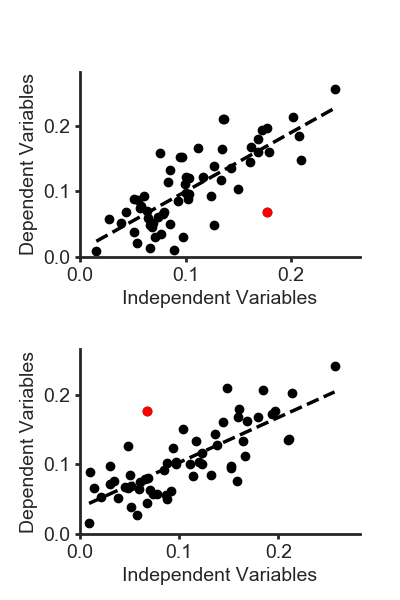 Dependent Variables
0.2
0.1
0.0
0.0 0.1 0.2
Independent Variables
Dependent Variables
0.2
0.1
0.0
0.0 0.1 0.2
Independent Variables